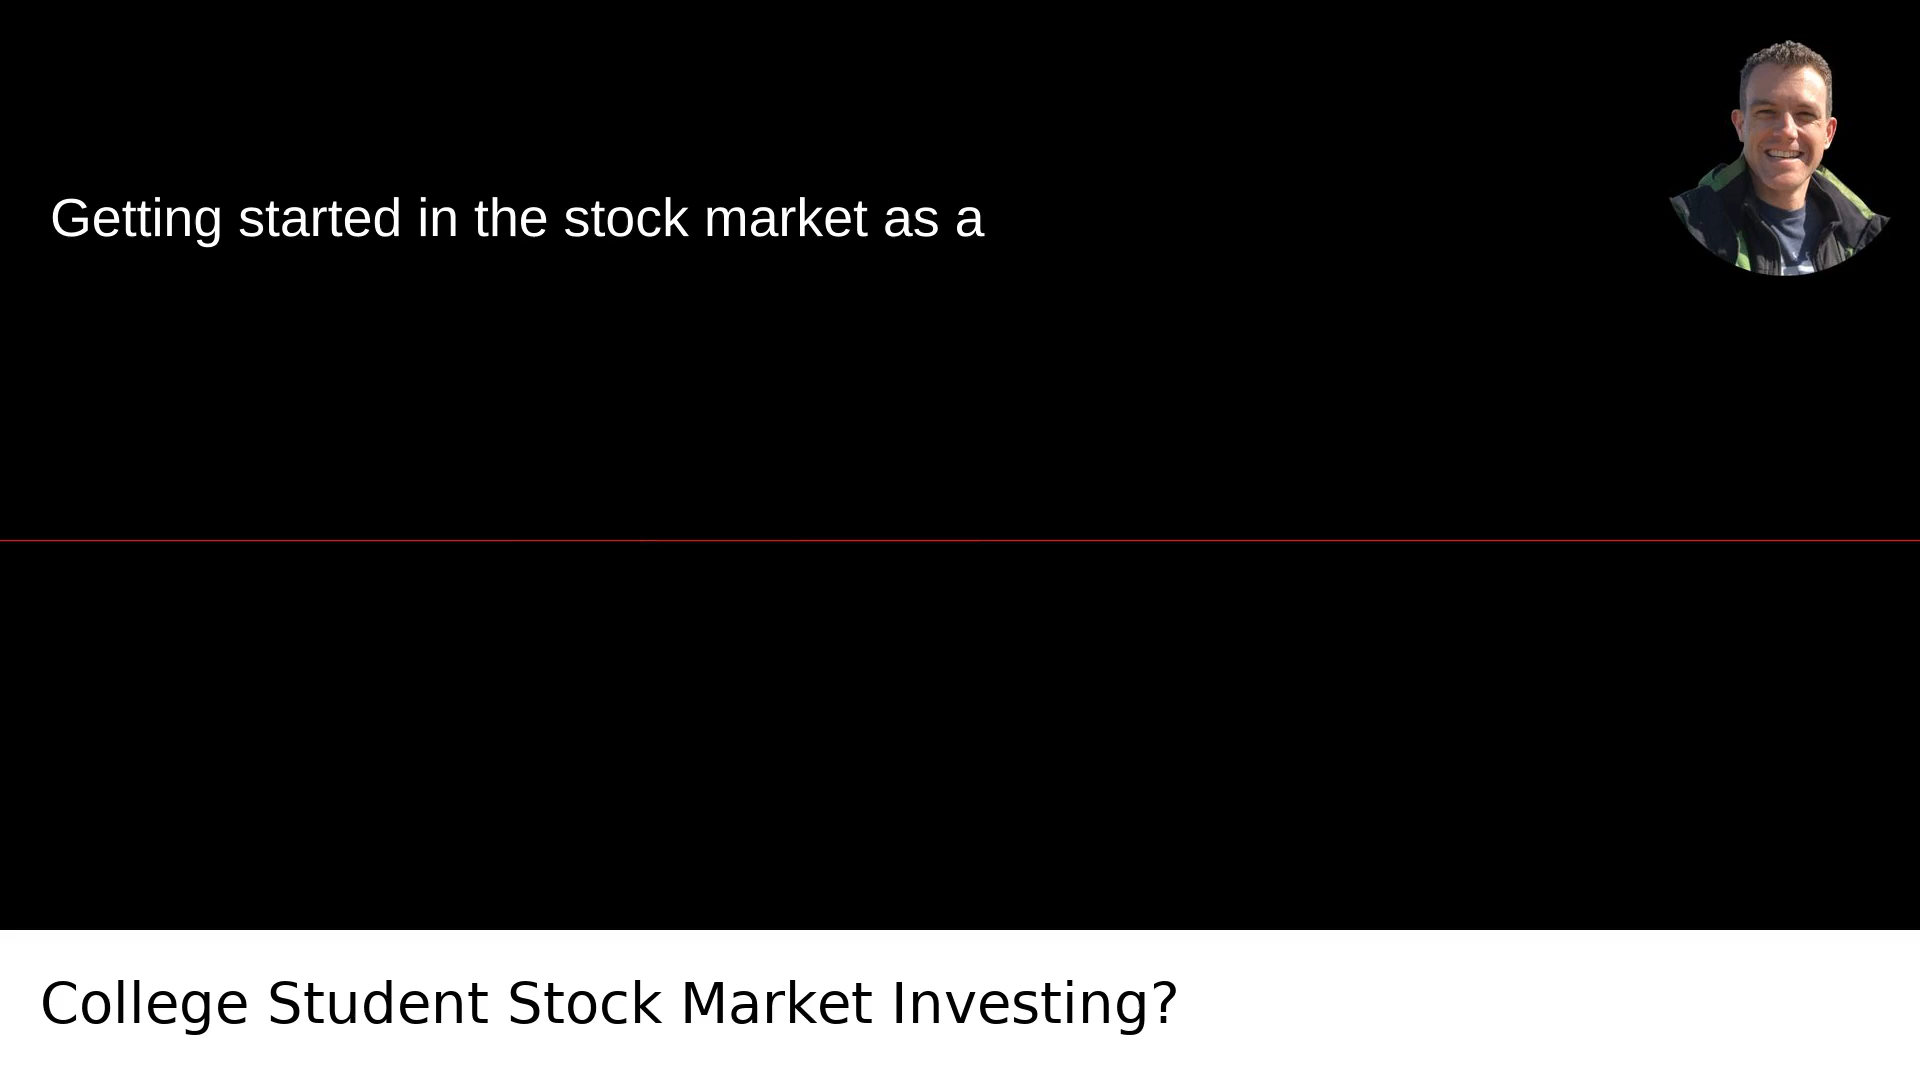 Getting started in the stock market as a
College Student Stock Market Investing?